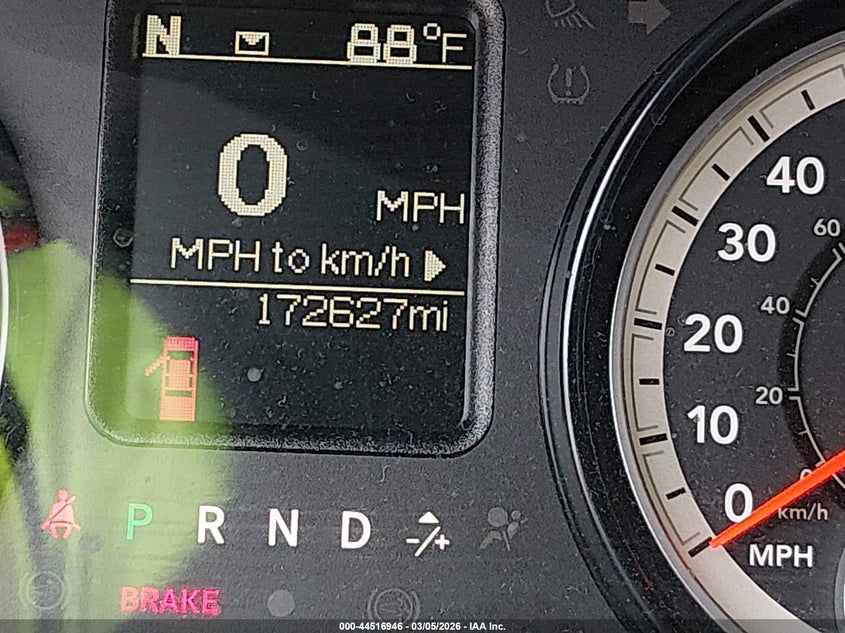 N 88°F
0 MPH
MPH to km/h
172627mi
P R N D -/+
BRAKE
40
30
20
10
0
MPH
60
40
20
0
km/h
000-44516946 - 03/05/2026 - IAA Inc.